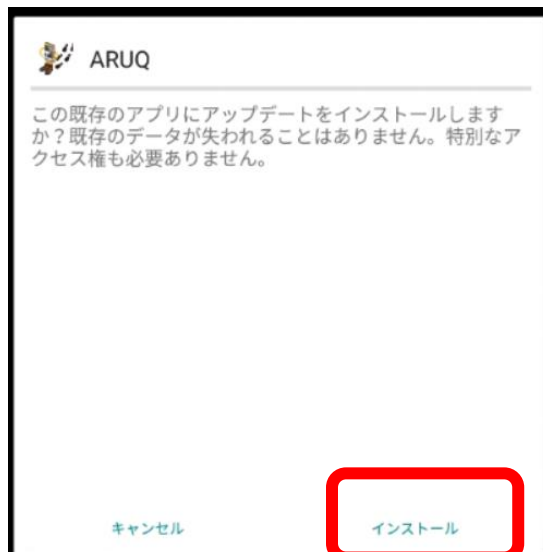 ARUQ
この既存のアプリにアップデートをインストールします
か？既存のデータが失われることはありません。特別なア
クセス権も必要ありません。
キャンセル
インストール